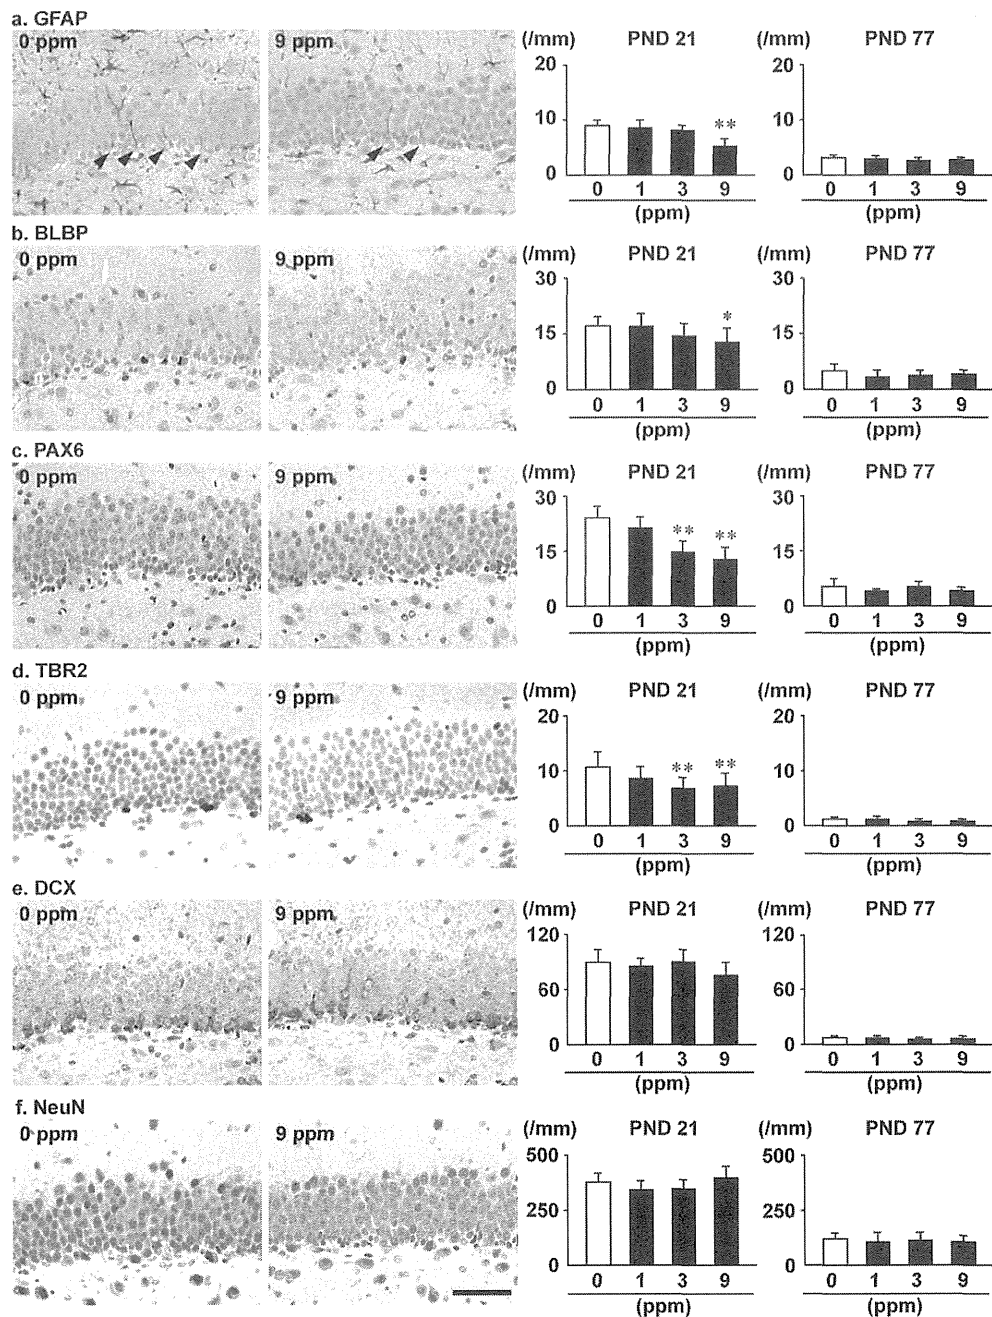 a. GFAP
0 ppm
9 ppm
(/mm) PND 21
PND 77
20
10
0
**
0 1 3 9
(ppm)
20
10
0
0 1 3 9
(ppm)
b. BLBP
0 ppm
9 ppm
(/mm) PND 21
(/mm) PND 77
30
15
0
*
0 1 3 9
(ppm)
30
15
0
0 1 3 9
(ppm)
c. PAX6
0 ppm
9 ppm
(/mm) PND 21
(/mm) PND 77
30
15
0
** **
0 1 3 9
(ppm)
30
15
0
0 1 3 9
(ppm)
d. TBR2
0 ppm
9 ppm
(/mm) PND 21
(/mm) PND 77
20
10
0
** **
0 1 3 9
(ppm)
20
10
0
0 1 3 9
(ppm)
e. DCX
0 ppm
9 ppm
(/mm) PND 21
(/mm) PND 77
120
60
0
0 1 3 9
(ppm)
120
60
0
0 1 3 9
(ppm)
f. NeuN
0 ppm
9 ppm
(/mm) PND 21
(/mm) PND 77
500
250
0
0 1 3 9
(ppm)
500
250
0
0 1 3 9
(ppm)